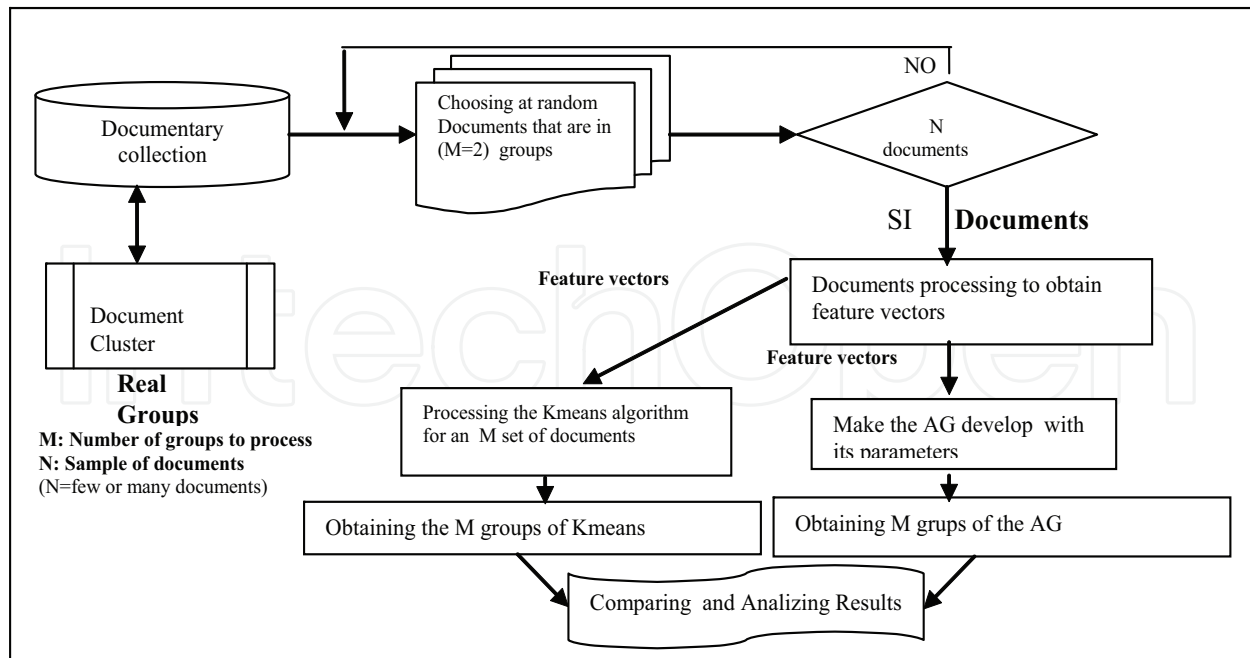 NO
Documentary
collection
Choosing at random
Documents that are in
(M=2) groups
N
documents
SI Documents
Document
Cluster
Real
Groups
M: Number of groups to process
N: Sample of documents
(N=few or many documents)
Feature vectors
Documents processing to obtain
feature vectors
Feature vectors
Processing the Kmeans algorithm
for an M set of documents
Make the AG develop with
its parameters
Obtaining the M groups of Kmeans
Obtaining M grups of the AG
Comparing and Analizing Results
IntechOpen